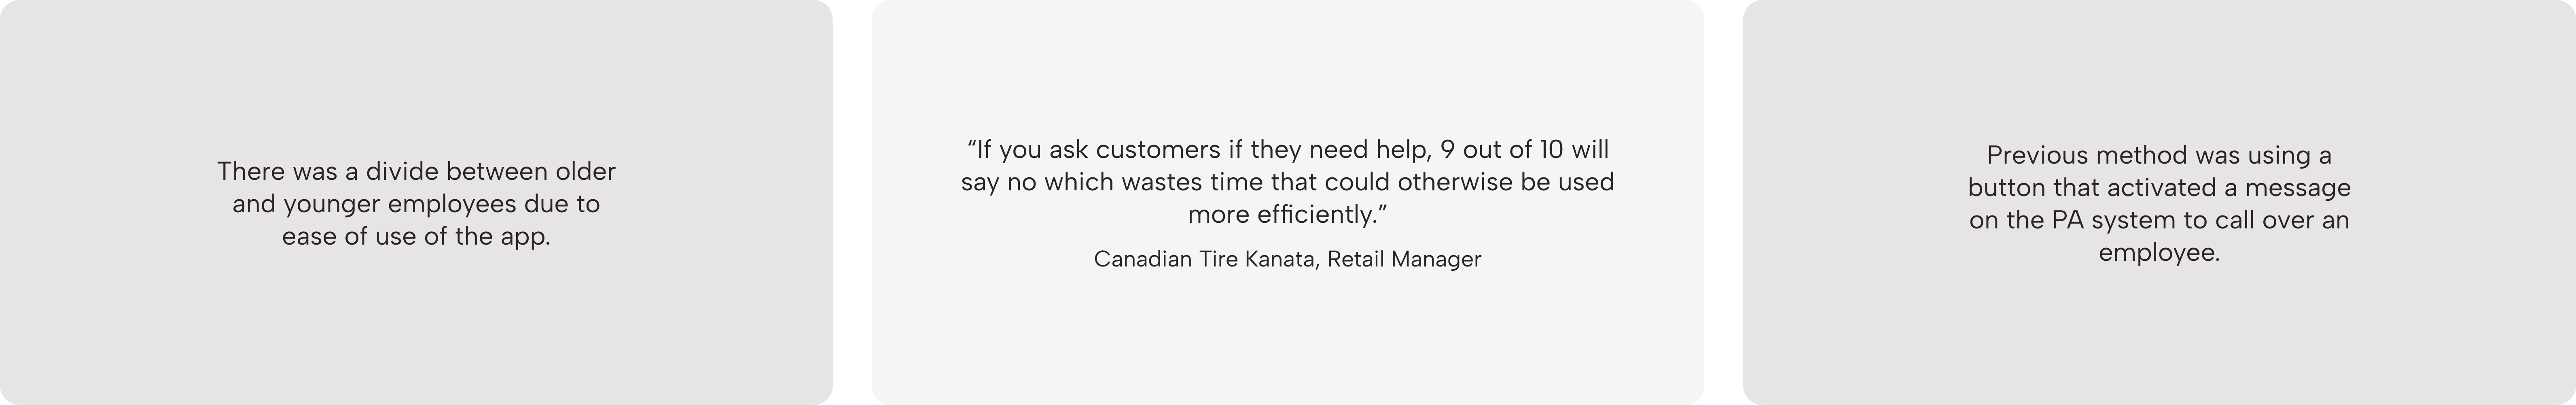 There was a divide between older
and younger employees due to
ease of use of the app.
“If you ask customers if they need help, 9 out of 10 will
say no which wastes time that could otherwise be used
more efficiently.”
Canadian Tire Kanata, Retail Manager
Previous method was using a
button that activated a message
on the PA system to call over an
employee.